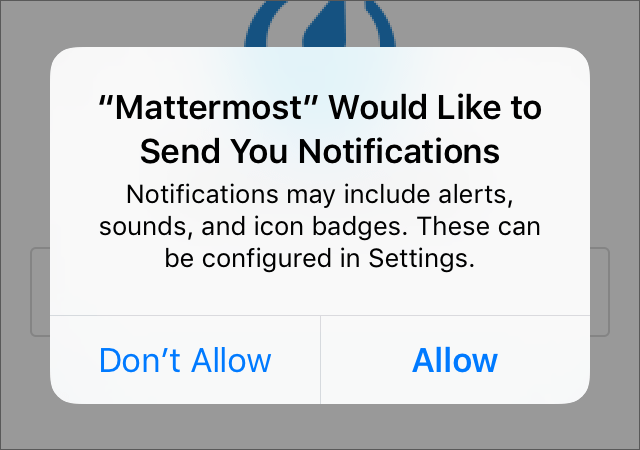 “Mattermost” Would Like to
Send You Notifications
Notifications may include alerts,
sounds, and icon badges. These can
be configured in Settings.
Don’t Allow
Allow